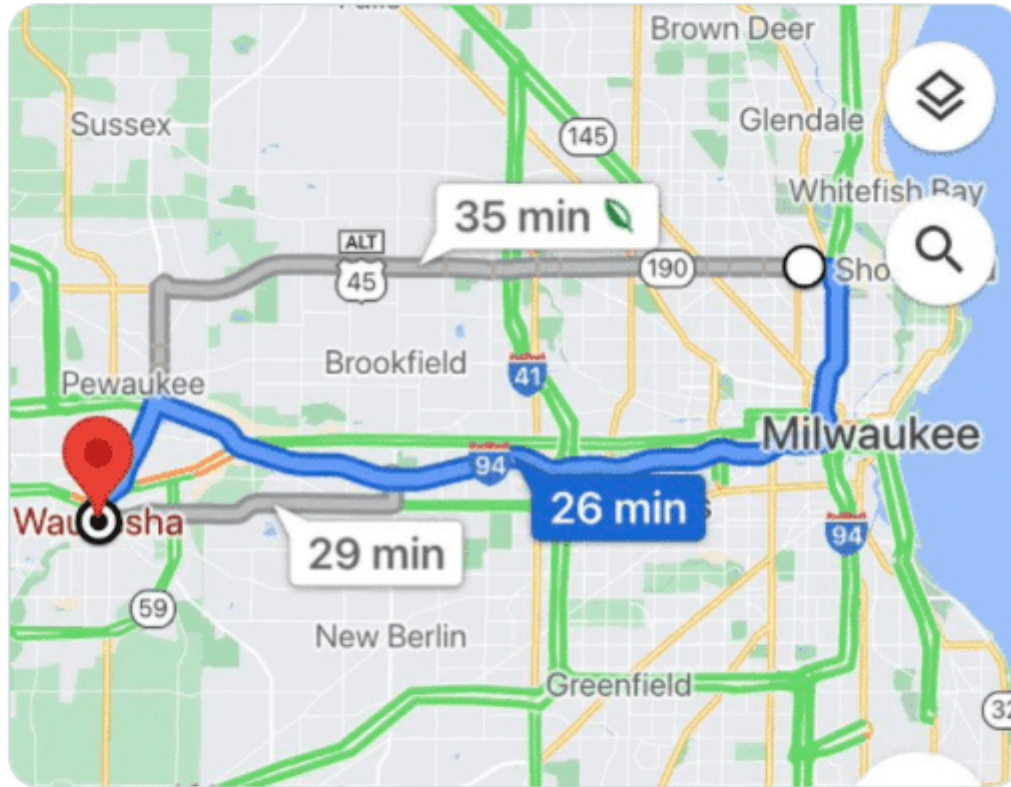 Brown Deer
Sussex
Glendale
145
Whitefish Bay
35 min
ALT
45
190
Sho
Brookfield
41
Pewaukee
Milwaukee
94
26 min
Wau sha
29 min
94
59
New Berlin
Greenfield
32